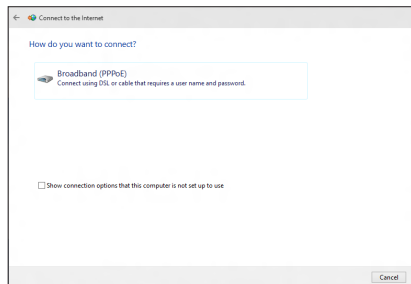 Connect to the Internet
How do you want to connect?
Broadband (PPPoE)
Connect using DSL or cable that requires a user name and password.
Show connection options that this computer is not set up to use
Cancel